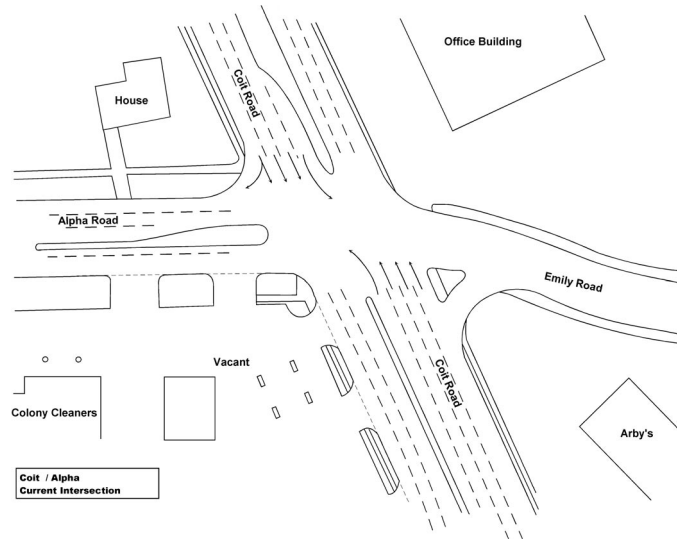 Office Building
Coit Road
House
Alpha Road
Emily Road
Vacant
Coit Road
Colony Cleaners
Arby's
Coit / Alpha
Current Intersection